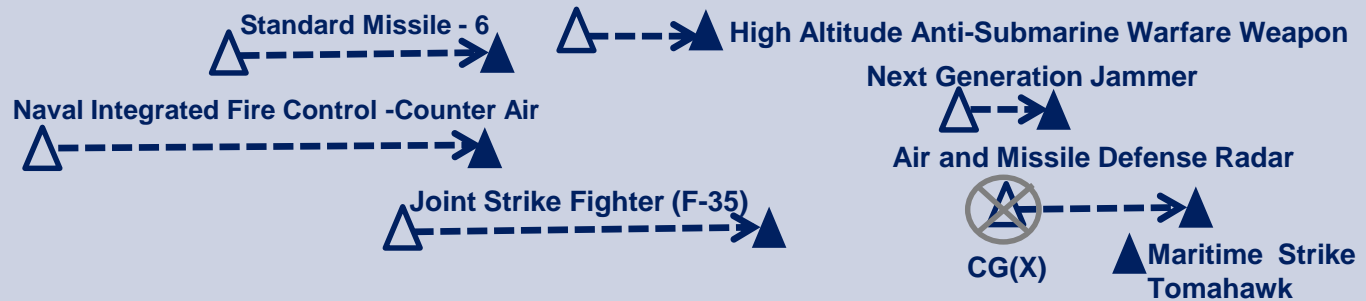 Standard Missile - 6
High Altitude Anti-Submarine Warfare Weapon
Next Generation Jammer
Naval Integrated Fire Control -Counter Air
Air and Missile Defense Radar
Joint Strike Fighter (F-35)
CG(X)
Maritime Strike
Tomahawk